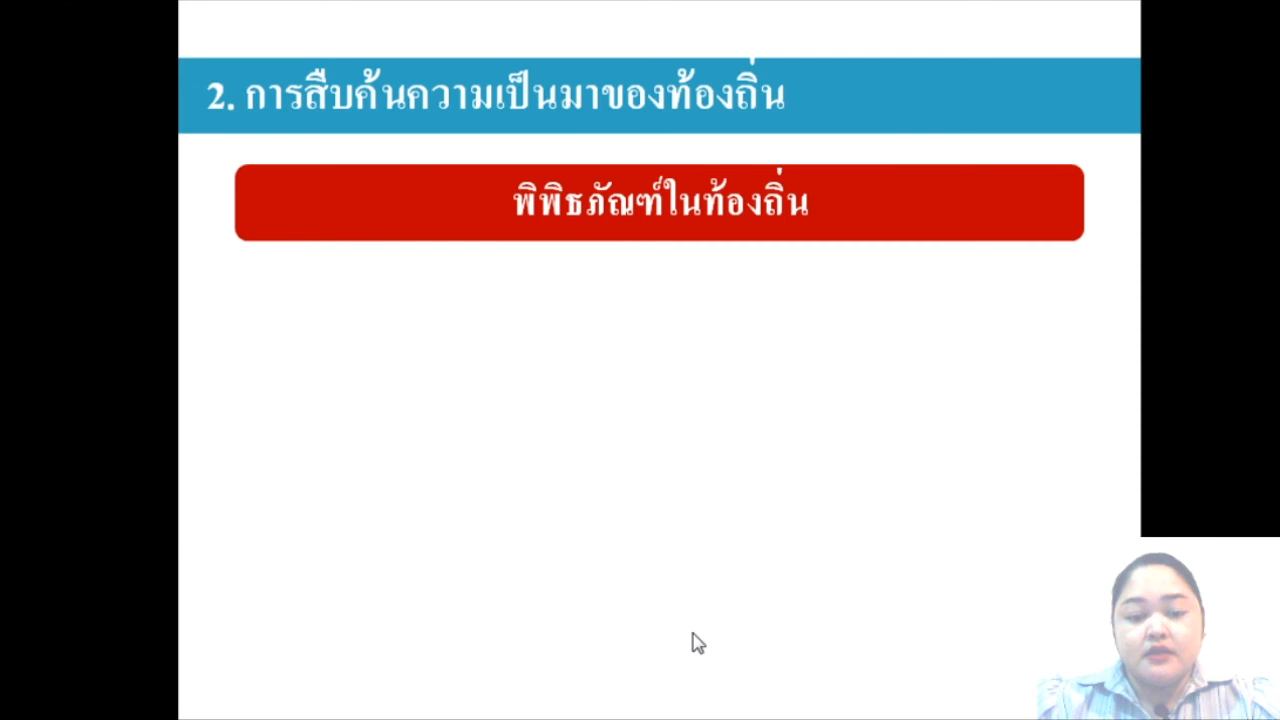 2. การสืบค้นความเป็นมาของท้องถิ่น
พิพิธภัณฑ์ในท้องถิ่น